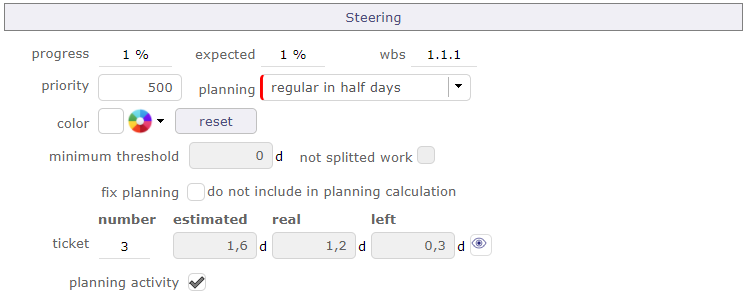 Steering
progress 1 % expected 1 % wbs 1.1.1
priority 500 planning regular in half days
color reset
minimum threshold 0 d not splitted work
fix planning do not include in planning calculation
number estimated real left
ticket 3 1,6 d 1,2 d 0,3 d
planning activity